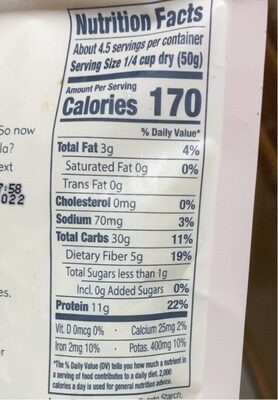 Nutrition Facts
About 4.5 servings per container
Serving Size 1/4 cup dry (50g)
Amount Per Serving
Calories 170
% Daily Value*
Total Fat 3g 4%
Saturated Fat 0g 0%
Trans Fat 0g
Cholesterol 0mg 0%
Sodium 70mg 3%
Total Carbs 30g 11%
Dietary Fiber 5g 19%
Total Sugars less than 1g
Incl. 0g Added Sugars 0%
Protein 11g 22%
Vit. D 0mcg 0% · Calcium 25mg 2%
Iron 2mg 10% · Potas. 400mg 10%
*The % Daily Value (DV) tells you how much a nutrient in
a serving of food contributes to a daily diet. 2,000
calories a day is used for general nutrition advice.
So now
la?
ext
7:58
022
es.
Starch,